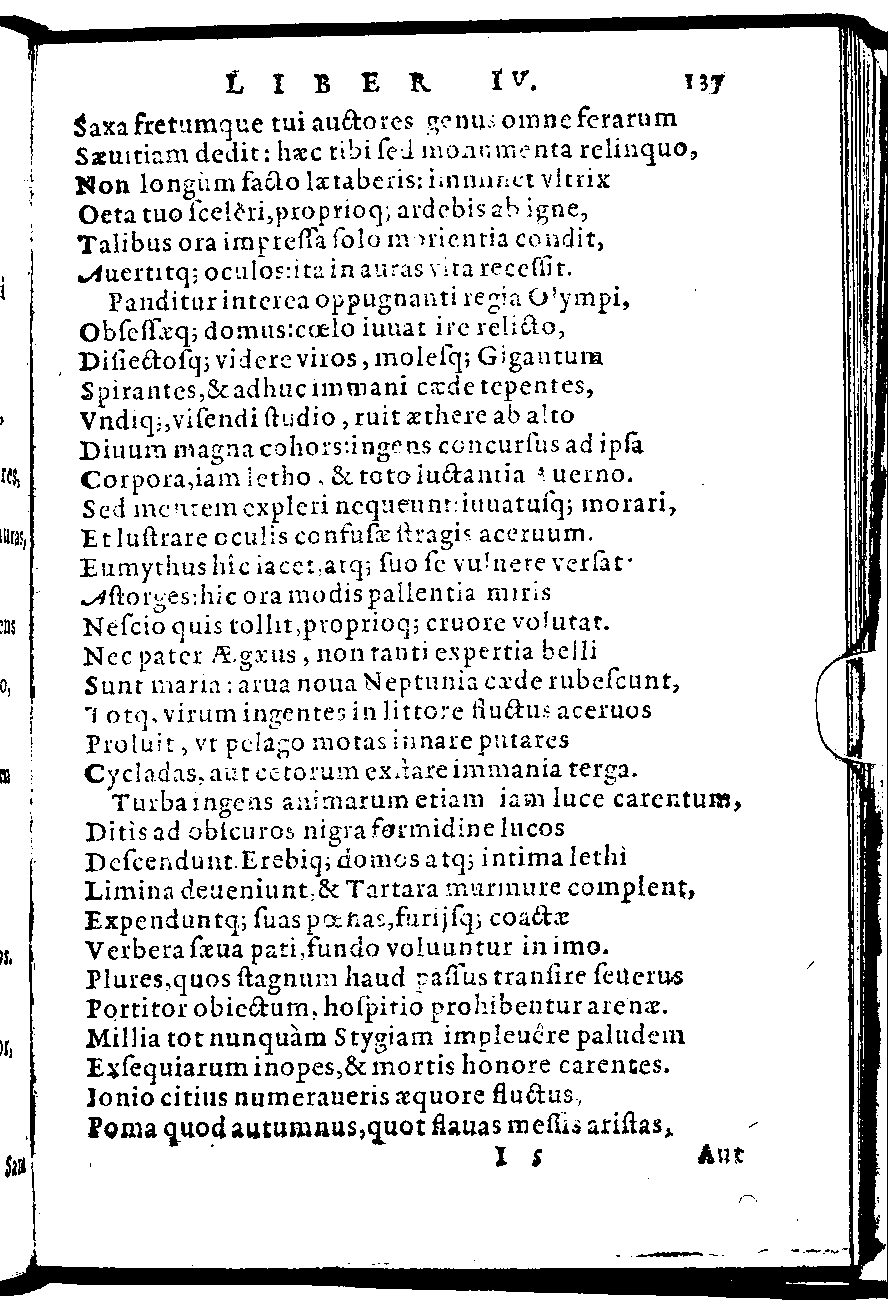 LIBER IV. 137
Saxa fretumque tui auctores genus omne ferarum
Sæuitiam dedit: hæc tibi sed monumenta relinquo,
Non longùm facto lætaberis: imminet vltrix
Oeta tuo scelèri, proprioq; ardebis ab igne,
Talibus ora impressa solo morientia condit,
Auertitq; oculos: ita in auras vita recessit.
Panditur interea oppugnanti regia Olympi,
Obsessæq; domus: cœlo iuuat ire relicto,
Disiectosq; videre viros, molesq; Gigantum
Spirantes, & adhuc immani cæde tepentes,
Vndiq;, visendi studio, ruit æthere ab alto
Diuum magna cohors: ingens concursus ad ipsa
Corpora, iam letho, & toto luctantia Auerno.
Sed mentem expleri nequeunt: iuuatusq; morari,
Et lustrare oculis confusæ stragis aceruum.
Eumythus hîc iacet, atq; suo se vulnere versat
Astorges: hic ora modis pallentia miris
Nescio quis tollit, proprioq; cruore volutat.
Nec pater Ægæus, non tanti expertia belli
Sunt maria: arua noua Neptunia cæde rubescunt,
Totq, virum ingentes in littore fluctus aceruos
Proluit, vt pelago motas innare putares
Cycladas, aut cetorum exstare immania terga.
Turba ingens animarum etiam iam luce carentum,
Ditis ad obscuros nigra formidine lucos
Descendunt. Erebiq; domos atq; intima lethi
Limina deueniunt, & Tartara murmure complent,
Expenduntq; suas pœnas, furijsq; coactæ
Verbera sæua pati, fundo voluuntur in imo.
Plures, quos stagnum haud passus transire seuerus
Portitor obiectum, hospitio prohibentur arenæ.
Millia tot nunquàm Stygiam impleuêre paludem
Exsequiarum inopes, & mortis honore carentes.
Ionio citius numeraueris æquore fluctus,
Poma quod autumnus, quot flauas messis aristas,
I 5 Aut